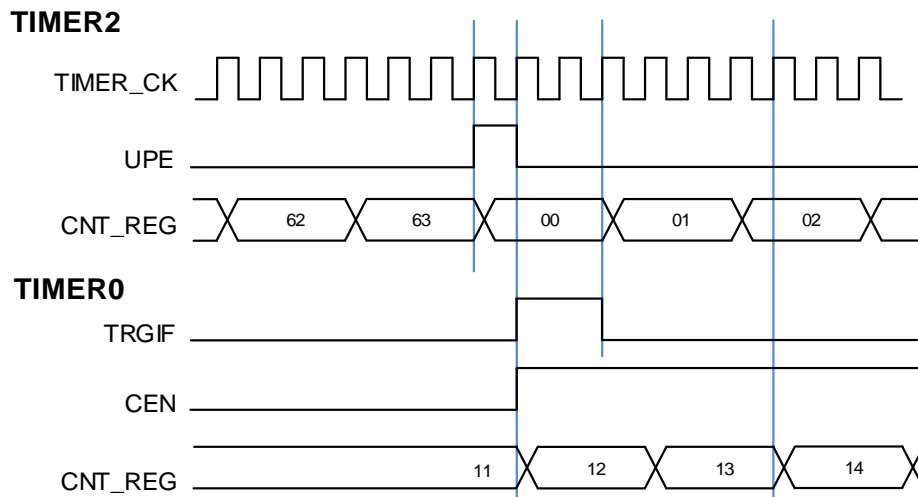 TIMER2
TIMER_CK
UPE
CNT_REG 62 63 00 01 02
TIMER0
TRGIF
CEN
CNT_REG 11 12 13 14